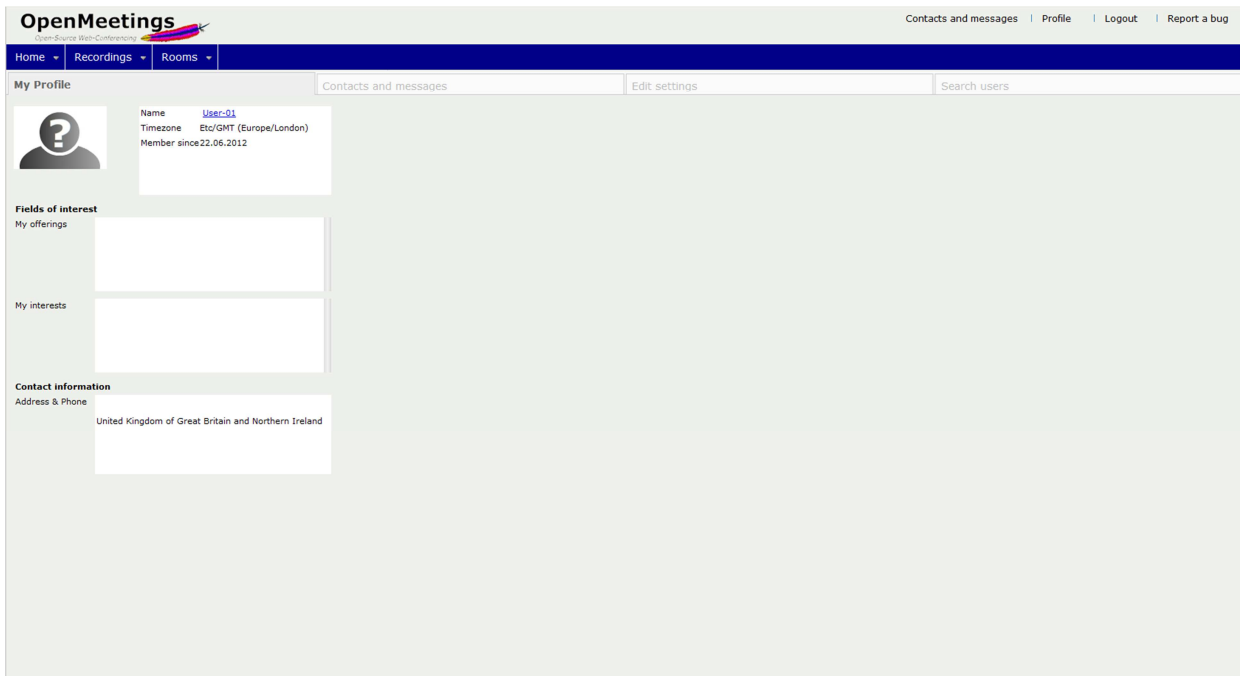 OpenMeetings
Open-Source Web-Conferencing
Contacts and messages | Profile | Logout | Report a bug
Home Recordings Rooms
My Profile Contacts and messages Edit settings Search users
Name User-01
Timezone Etc/GMT (Europe/London)
Member since 22.06.2012
Fields of interest
My offerings
My interests
Contact information
Address & Phone
United Kingdom of Great Britain and Northern Ireland